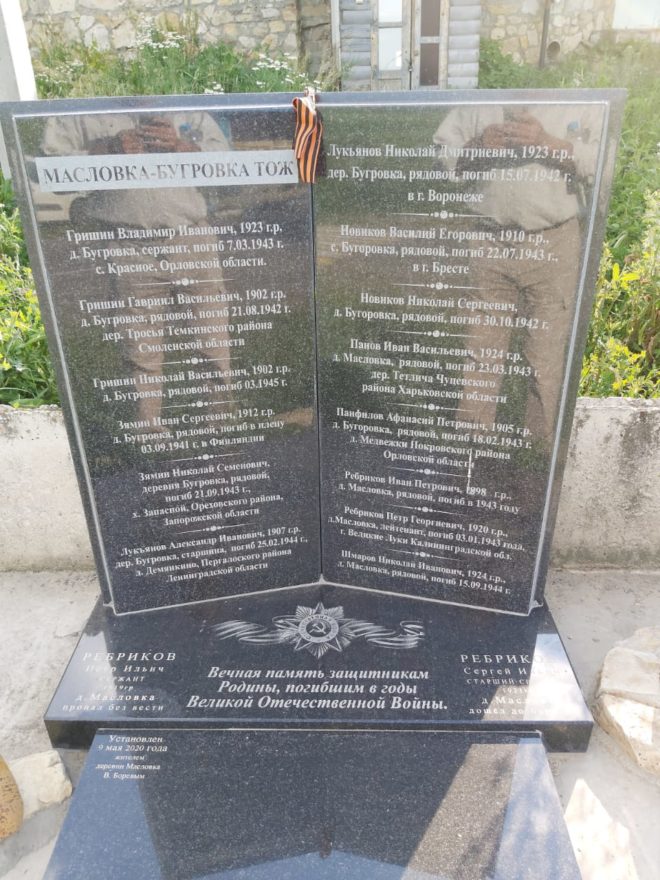 МАСЛОВКА-БУГРОВКА ТОЖ
Гришин Владимир Иванович, 1923 г.р.
д. Бугровка, сержант, погиб 7.03.1943 г.
с. Красное, Орловской области.
Гришин Гавриил Васильевич, 1902 г.р.
д. Бугровка, рядовой, погиб 21.08.1942 г.
дер. Тросья Темкинского района
Смоленской области
Гришин Николай Васильевич, 1902 г.р.
д. Бугровка, рядовой, погиб 03.1945 г.
Зямин Иван Сергеевич, 1912 г.р.
д. Бугровка, рядовой, погиб в плену
03.09.1941 г. в Финляндии
Зямин Николай Семенович,
деревня Бугровка, рядовой,
погиб 21.09.1943 г.,
х. Запасной, Ореховского района,
Запорожской области
Лукьянов Александр Иванович, 1907 г.р.
дер. Бугровка, старшина, погиб 25.02.1944 г.,
д. Демянкино, Пергалоского района
Ленинградской области
Лукьянов Николай Дмитриевич, 1923 г.р.,
дер. Бугровка, рядовой, погиб 15.07.1942 г.
в г. Воронеже
Новиков Василий Егорович, 1910 г.р.,
с. Бугоровка, рядовой, погиб 22.07.1943 г.,
в г. Бресте
Новиков Николай Сергеевич,
д. Бугоровка, рядовой, погиб 30.10.1942 г.
Панов Иван Васильевич, 1924 г.р.
д. Масловка, рядовой, погиб 23.03.1943 г.
дер. Тетлича Чуцевского
района Харьковской области
Панфилов Афанасий Петрович, 1905 г.р.
д. Бугоровка, рядовой, погиб 18.02.1943 г.
д. Медвежки Покровского района
Орловской области
Ребриков Иван Петрович, 1898 г.р.,
д. Масловка, рядовой, погиб в 1943 году
Ребриков Петр Георгиевич, 1920 г.р.,
д.Масловка, лейтенант, погиб 03.01.1943 года.
г. Великие Луки Калининградской обл.
Шмаров Николай Иванович, 1924 г.р.,
д. Масловка, рядовой, погиб 15.09.1944 г.
РЕБРИКОВ
Петр Ильич
СЕРЖАНТ
1919гр
д. Масловка
пропал без вести
Вечная память защитникам
Родины, погибшим в годы
Великой Отечественной Войны.
РЕБРИКОВ
Сергей
СТАРШИЙ
д.
дошел до
Установлен
9 мая 2020 года
жителем
деревни Масловка
В. Боревым